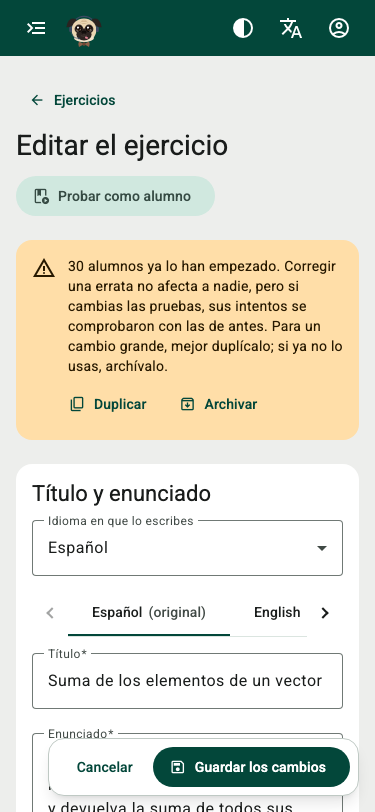 Ejercicios
Editar el ejercicio
Probar como alumno
30 alumnos ya lo han empezado. Corregir
una errata no afecta a nadie, pero si
cambias las pruebas, sus intentos se
comprobaron con las de antes. Para un
cambio grande, mejor duplícalo; si ya no lo
usas, archívalo.
Duplicar Archivar
Título y enunciado
Idioma en que lo escribes
Español
Español (original) English
Título*
Suma de los elementos de un vector
Enunciado*
Cancelar Guardar los cambios
y devuelva la suma de todos sus